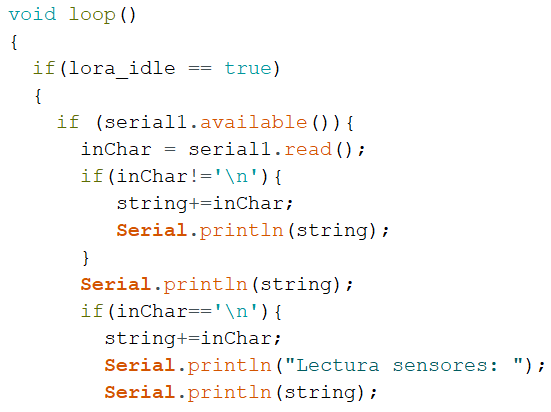 void loop()
{
  if(lora_idle == true)
  {
    if (serial1.available()){
      inChar = serial1.read();
      if(inChar!='\n'){
         string+=inChar;
         Serial.println(string);
      }
      Serial.println(string);
      if(inChar=='\n'){
        string+=inChar;
        Serial.println("Lectura sensores: ");
        Serial.println(string);